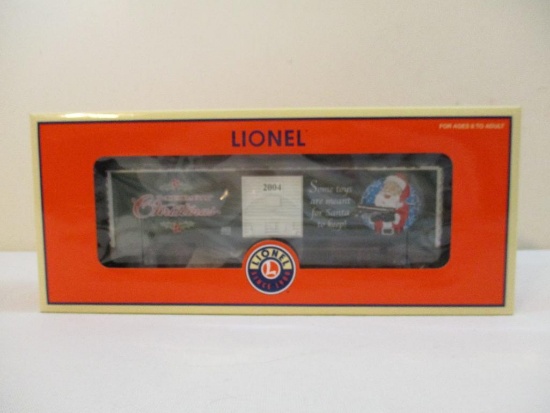 FOR AGES 8 TO ADULT
LIONEL
2004
Christmas
Some toys
are meant
for Santa
to keep!
LIONEL
L
SINCE 1900